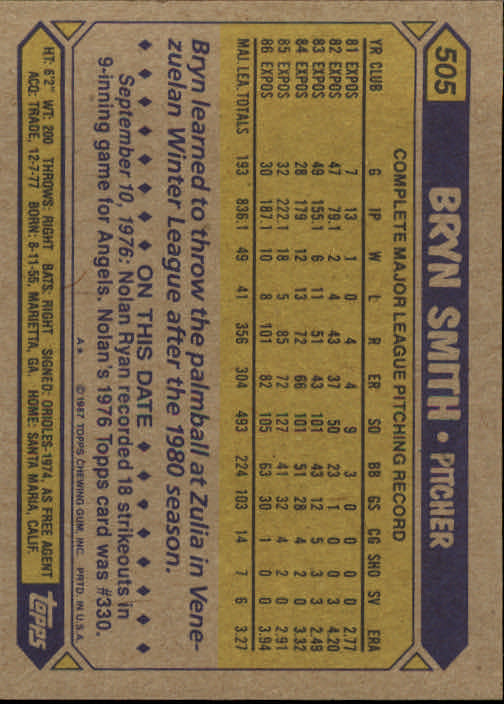 505
BRYN SMITH • PITCHER
COMPLETE MAJOR LEAGUE PITCHING RECORD
YR CLUB G IP W L R ER SO BB GS CG SHO SV ERA
81 EXPOS 7 13 1 0 4 4 9 3 0 0 0 0 2.77
82 EXPOS 47 79.1 2 4 43 37 50 23 1 0 0 3 4.20
83 EXPOS 49 155.1 6 11 51 43 101 43 12 5 3 3 2.49
84 EXPOS 28 179 12 13 72 66 101 51 28 4 2 0 3.32
85 EXPOS 32 222.1 18 5 85 72 127 41 32 4 2 0 2.91
86 EXPOS 30 187.1 10 8 101 82 105 63 30 1 0 0 3.94
MAJ. LEA. TOTALS 193 836.1 49 41 356 304 493 224 103 14 7 6 3.27
Bryn learned to throw the palmball at Zulia in Vene-
zuelan Winter League after the 1980 season.
♦ ♦ ♦ ♦ ♦ ON THIS DATE ♦ ♦ ♦ ♦ ♦
September 10, 1976: Nolan Ryan recorded 18 strikeouts in
9-inning game for Angels. Nolan's 1976 Topps card was #330.
A* ©1987 TOPPS CHEWING GUM, INC. PRTD. IN U.S.A.
HT: 6'2" WT: 200 THROWS: RIGHT BATS: RIGHT SIGNED: ORIOLES-1974, AS FREE AGENT
ACQ: TRADE, 12-7-77 BORN: 8-11-55, MARIETTA, GA. HOME: SANTA MARIA, CALIF.
topps